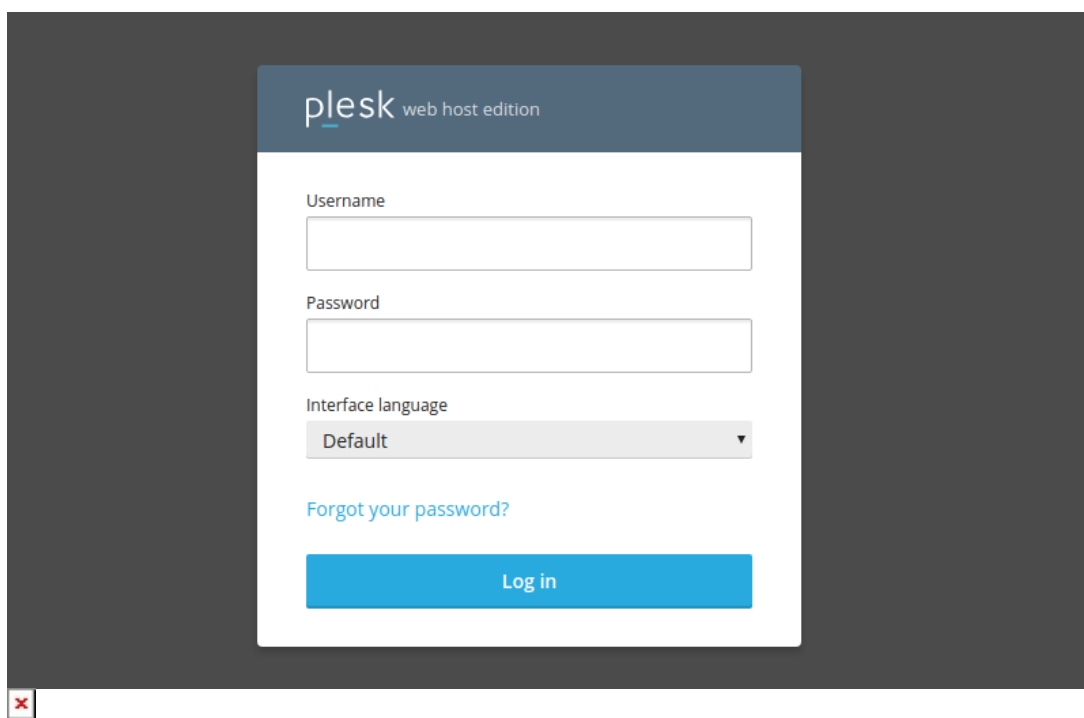 plesk web host edition
Username
Password
Interface language
Default
Forgot your password?
Log in